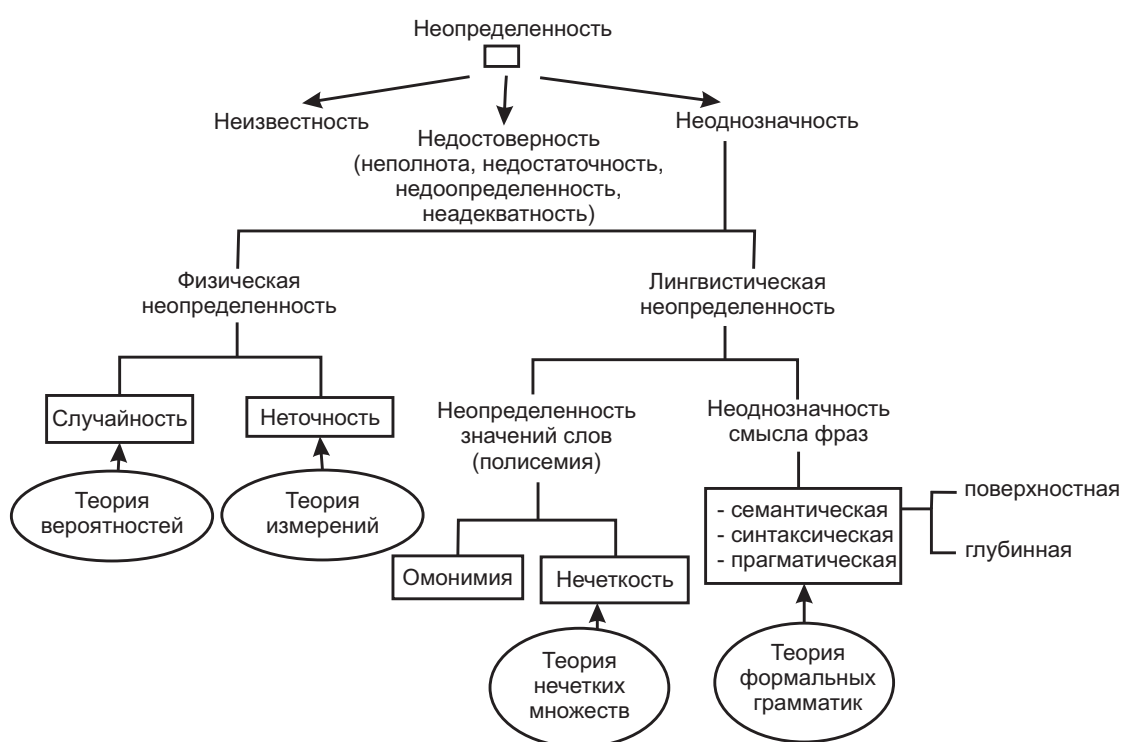 Неопределенность
Неизвестность
Недостоверность
(неполнота, недостаточность,
недоопределенность,
неадекватность)
Неоднозначность
Физическая
неопределенность
Лингвистическая
неопределенность
Случайность
Неточность
Неопределенность
значений слов
(полисемия)
Неоднозначность
смысла фраз
Теория
вероятностей
Теория
измерений
- семантическая
- синтаксическая
- прагматическая
поверхностная
глубинная
Омонимия
Нечеткость
Теория
нечетких
множеств
Теория
формальных
грамматик